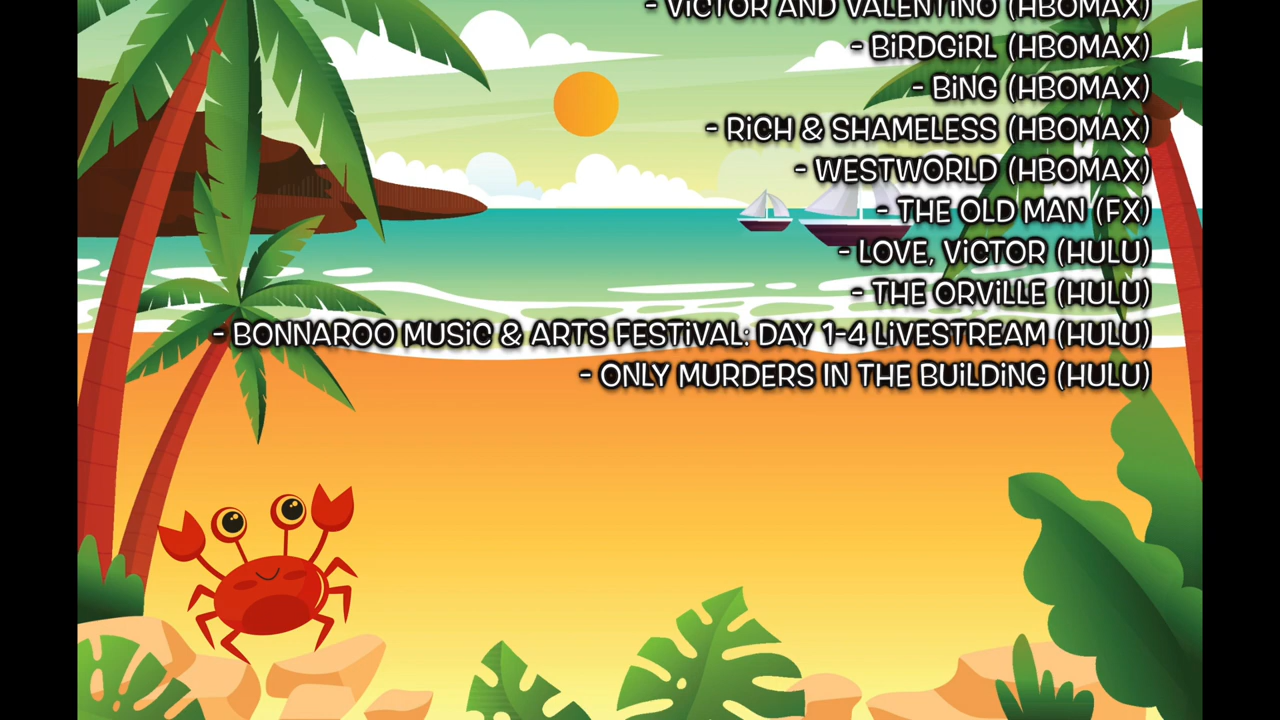 - ViCTOR AND VALENTiNO (HBOMAX)
- BiRDGiRL (HBOMAX)
- BiNG (HBOMAX)
- RiCH & SHAMELESS (HBOMAX)
- WESTWORLD (HBOMAX)
- THE OLD MAN (FX)
- LOVE, ViCTOR (HULU)
- THE ORViLLE (HULU)
- BONNAROO MUSiC & ARTS FESTiVAL: DAY 1-4 LiVESTREAM (HULU)
- ONLY MURDERS IN THE BUiLDiNG (HULU)